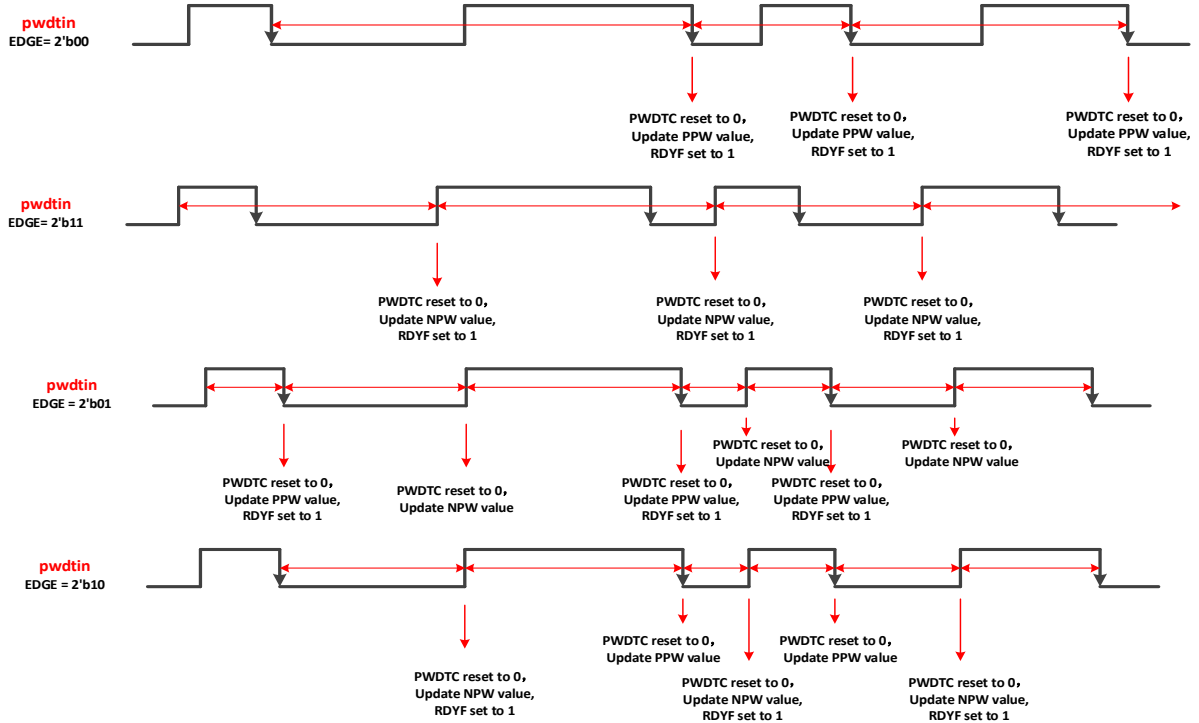 pwdtin
EDGE= 2'b00
PWDTC reset to 0,
Update PPW value,
RDYF set to 1
PWDTC reset to 0,
Update PPW value,
RDYF set to 1
PWDTC reset to 0,
Update PPW value,
RDYF set to 1
pwdtin
EDGE= 2'b11
PWDTC reset to 0,
Update NPW value,
RDYF set to 1
PWDTC reset to 0,
Update NPW value,
RDYF set to 1
PWDTC reset to 0,
Update NPW value,
RDYF set to 1
pwdtin
EDGE = 2'b01
PWDTC reset to 0,
Update PPW value,
RDYF set to 1
PWDTC reset to 0,
Update NPW value
PWDTC reset to 0,
Update PPW value,
RDYF set to 1
PWDTC reset to 0,
Update NPW value
PWDTC reset to 0,
Update PPW value,
RDYF set to 1
PWDTC reset to 0,
Update NPW value
pwdtin
EDGE = 2'b10
PWDTC reset to 0,
Update NPW value,
RDYF set to 1
PWDTC reset to 0,
Update PPW value
PWDTC reset to 0,
Update NPW value,
RDYF set to 1
PWDTC reset to 0,
Update PPW value
PWDTC reset to 0,
Update NPW value,
RDYF set to 1